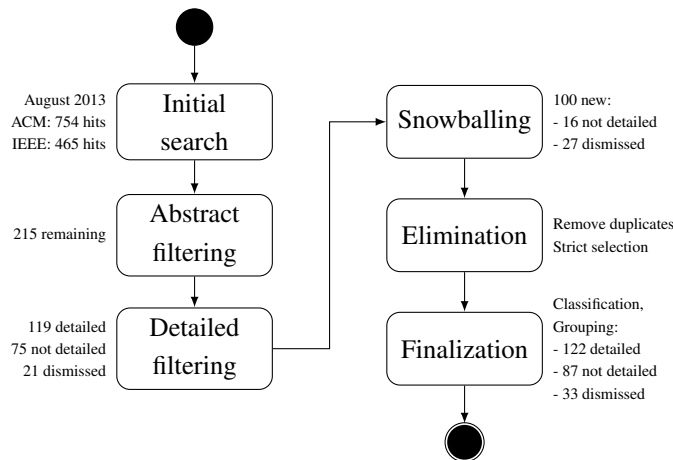 August 2013
ACM: 754 hits
IEEE: 465 hits
Initial
search
215 remaining
Abstract
filtering
119 detailed
75 not detailed
21 dismissed
Detailed
filtering
Snowballing
100 new:
- 16 not detailed
- 27 dismissed
Elimination
Remove duplicates
Strict selection
Finalization
Classification,
Grouping:
- 122 detailed
- 87 not detailed
- 33 dismissed